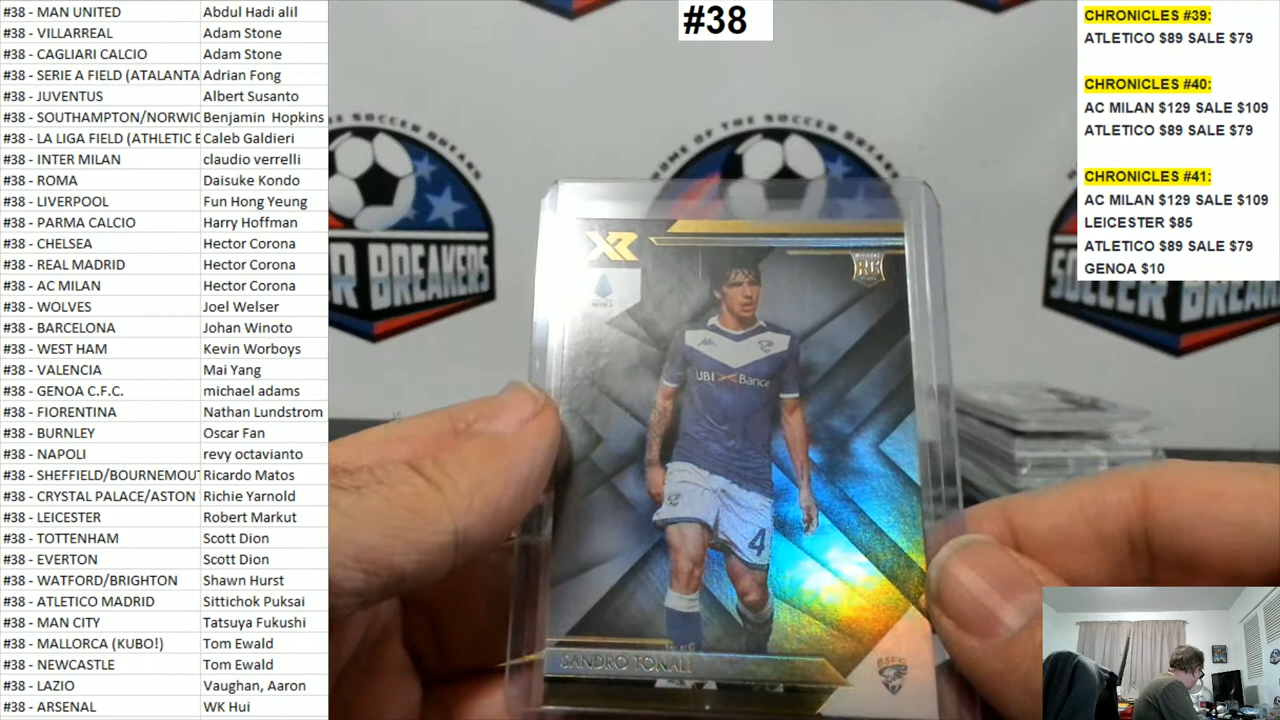 #38 - MAN UNITED Abdul Hadi alil
#38 - VILLARREAL Adam Stone
#38 - CAGLIARI CALCIO Adam Stone
#38 - SERIE A FIELD (ATALANTA Adrian Fong
#38 - JUVENTUS Albert Susanto
#38 - SOUTHAMPTON/NORWIC Benjamin Hopkins
#38 - LA LIGA FIELD (ATHLETIC E Caleb Galdieri
#38 - INTER MILAN claudio verrelli
#38 - ROMA Daisuke Kondo
#38 - LIVERPOOL Fun Hong Yeung
#38 - PARMA CALCIO Harry Hoffman
#38 - CHELSEA Hector Corona
#38 - REAL MADRID Hector Corona
#38 - AC MILAN Hector Corona
#38 - WOLVES Joel Welser
#38 - BARCELONA Johan Winoto
#38 - WEST HAM Kevin Worboys
#38 - VALENCIA Mai Yang
#38 - GENOA C.F.C. michael adams
#38 - FIORENTINA Nathan Lundstrom
#38 - BURNLEY Oscar Fan
#38 - NAPOLI revy octavianto
#38 - SHEFFIELD/BOURNEMOUT Ricardo Matos
#38 - CRYSTAL PALACE/ASTON Richie Yarnold
#38 - LEICESTER Robert Markut
#38 - TOTTENHAM Scott Dion
#38 - EVERTON Scott Dion
#38 - WATFORD/BRIGHTON Shawn Hurst
#38 - ATLETICO MADRID Sittichok Puksai
#38 - MAN CITY Tatsuya Fukushi
#38 - MALLORCA (KUBO!) Tom Ewald
#38 - NEWCASTLE Tom Ewald
#38 - LAZIO Vaughan, Aaron
#38 - ARSENAL WK Hui
#38
HOME OF THE SOCCER BREAKERS
R BREAKERS
SOCCER BREAK
XR
UBI Banca
4
SANDRO TONALI
BSFC
CHRONICLES #39:
ATLETICO $89 SALE $79
CHRONICLES #40:
AC MILAN $129 SALE $109
ATLETICO $89 SALE $79
CHRONICLES #41:
AC MILAN $129 SALE $109
LEICESTER $85
ATLETICO $89 SALE $79
GENOA $10